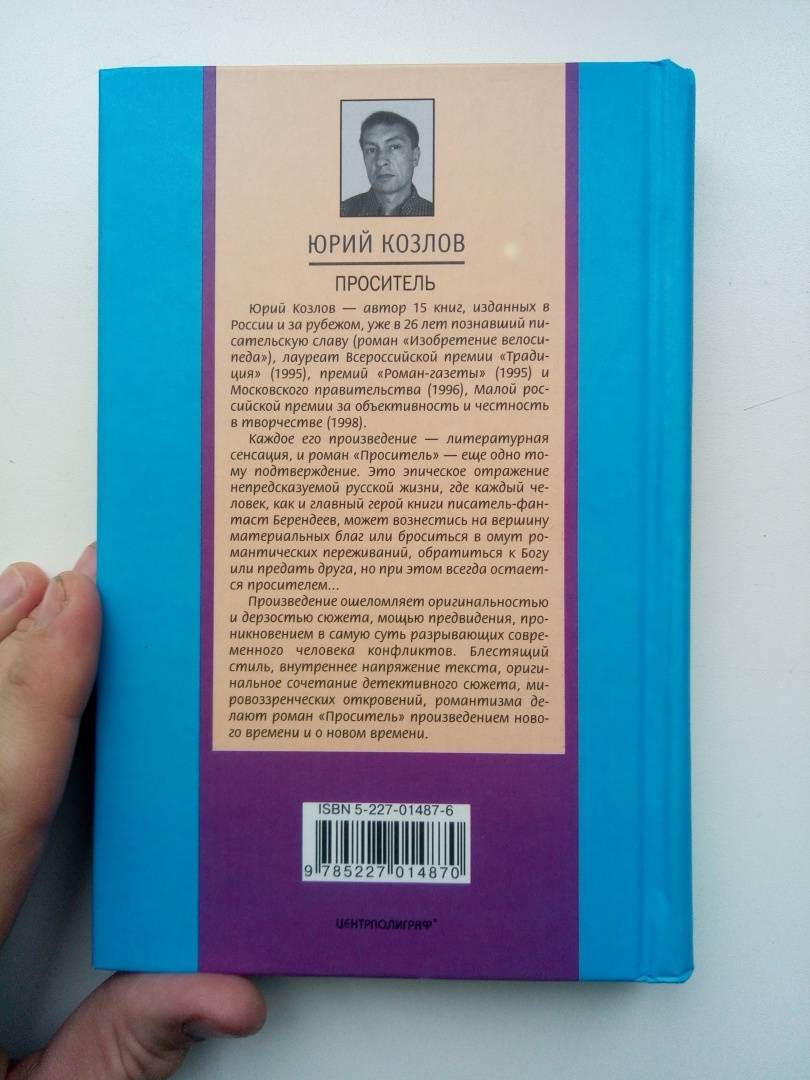 ЮРИЙ КОЗЛОВ
ПРОСИТЕЛЬ
Юрий Козлов — автор 15 книг, изданных в
России и за рубежом, уже в 26 лет познавший пи-
сательскую славу (роман «Изобретение велоси-
педа»), лауреат Всероссийской премии «Тради-
ция» (1995), премий «Роман-газеты» (1995) и
Московского правительства (1996), Малой рос-
сийской премии за объективность и честность
в творчестве (1998).
Каждое его произведение — литературная
сенсация, и роман «Проситель» — еще одно то-
му подтверждение. Это эпическое отражение
непредсказуемой русской жизни, где каждый че-
ловек, как и главный герой книги писатель-фан-
таст Берендеев, может вознестись на вершину
материальных благ или броситься в омут ро-
мантических переживаний, обратиться к Богу
или предать друга, но при этом всегда остает-
ся просителем...
Произведение ошеломляет оригинальностью
и дерзостью сюжета, мощью предвидения, про-
никновением в самую суть разрывающих совре-
менного человека конфликтов. Блестящий
стиль, внутреннее напряжение текста, ориги-
нальное сочетание детективного сюжета, ми-
ровоззренческих откровений, романтизма де-
лают роман «Проситель» произведением ново-
го времени и о новом времени.
ISBN 5-227-01487-6
9 785227 014870
ЦЕНТРПОЛИГРАФ